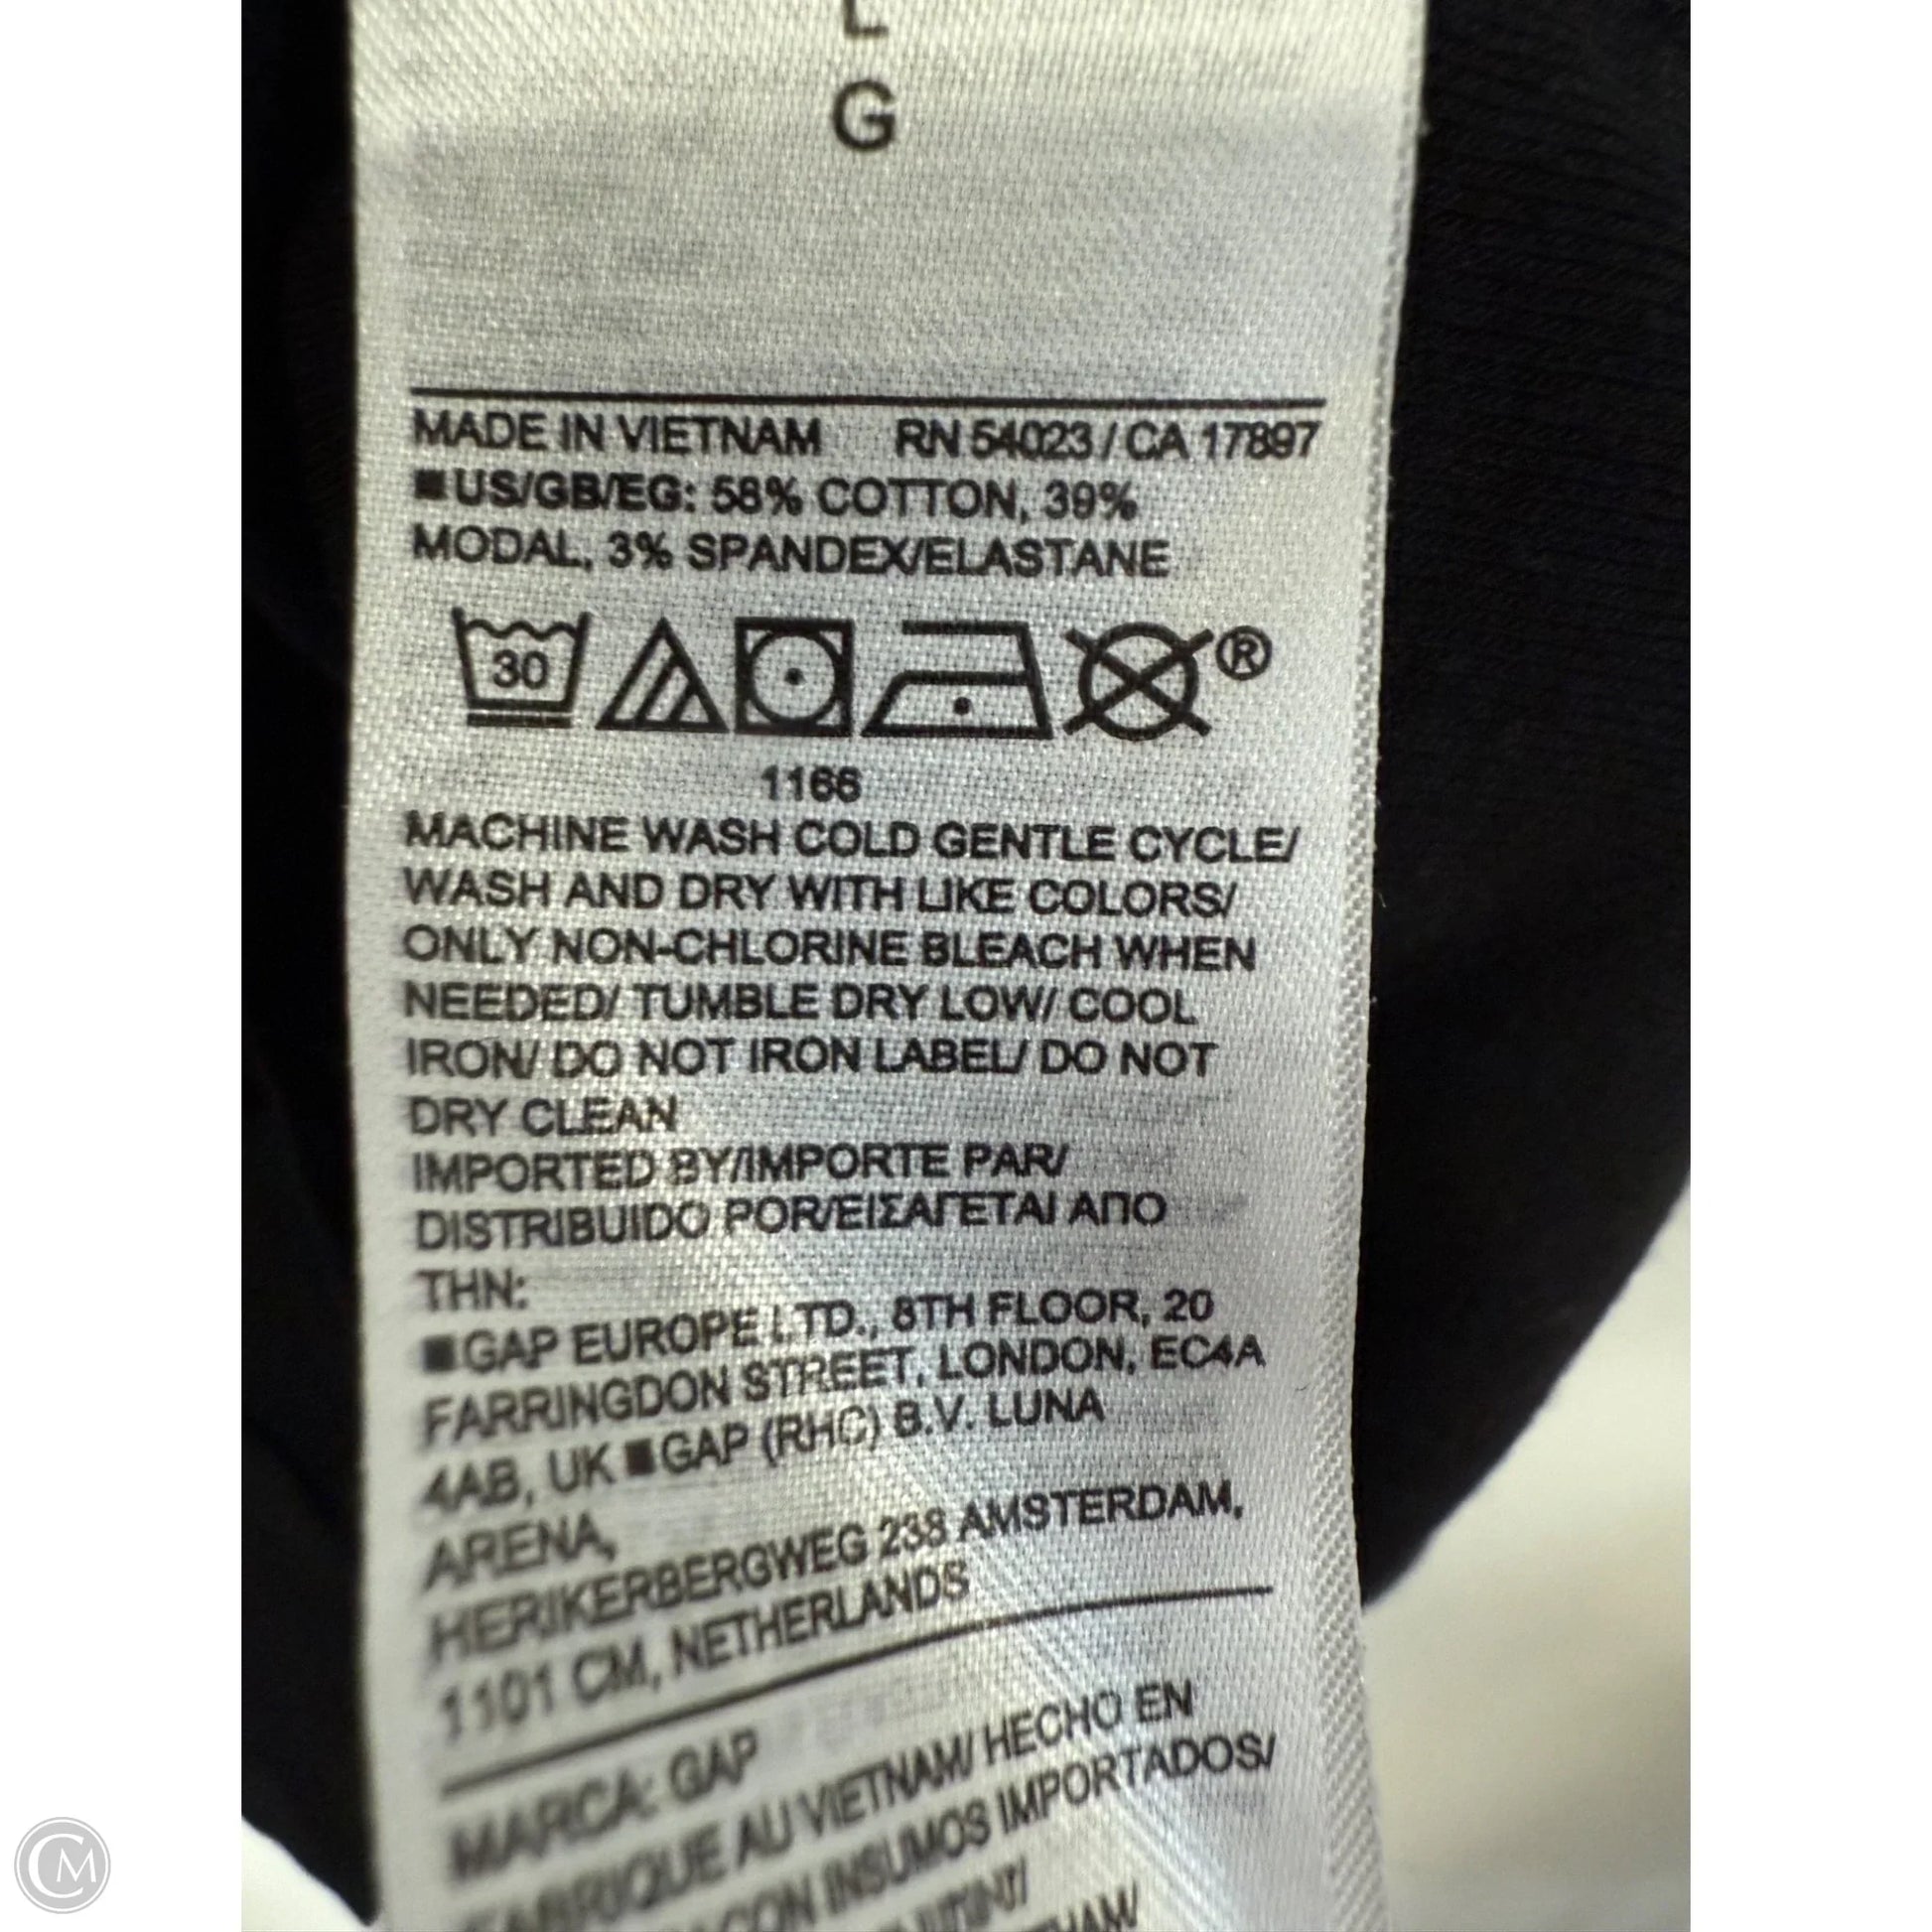 L
G
MADE IN VIETNAM RN 54023 / CA 17897
■US/GB/EG: 58% COTTON, 39%
MODAL, 3% SPANDEX/ELASTANE
30 ®
1166
MACHINE WASH COLD GENTLE CYCLE/
WASH AND DRY WITH LIKE COLORS/
ONLY NON-CHLORINE BLEACH WHEN
NEEDED/ TUMBLE DRY LOW/ COOL
IRON/ DO NOT IRON LABEL/ DO NOT
DRY CLEAN
IMPORTED BY/IMPORTE PAR/
DISTRIBUIDO POR/ΕΙΣΑΓΕΤΑΙ ΑΠΟ
ΤΗΝ:
■GAP EUROPE LTD., 8TH FLOOR, 20
FARRINGDON STREET, LONDON, EC4A
4AB, UK ■GAP (RHC) B.V. LUNA
ARENA,
HERIKERBERGWEG 238 AMSTERDAM,
1101 CM, NETHERLANDS
MARCA: GAP
FABRIQUE AU VIETNAM/ HECHO EN
CON INSUMOS IMPORTADOS/
CM